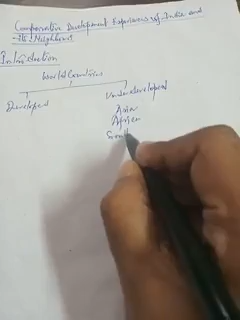 Comparative Development Experiences of India and
Its Neighbours
Introduction
World Countries
Developed
Underdeveloped
Asia
Africa